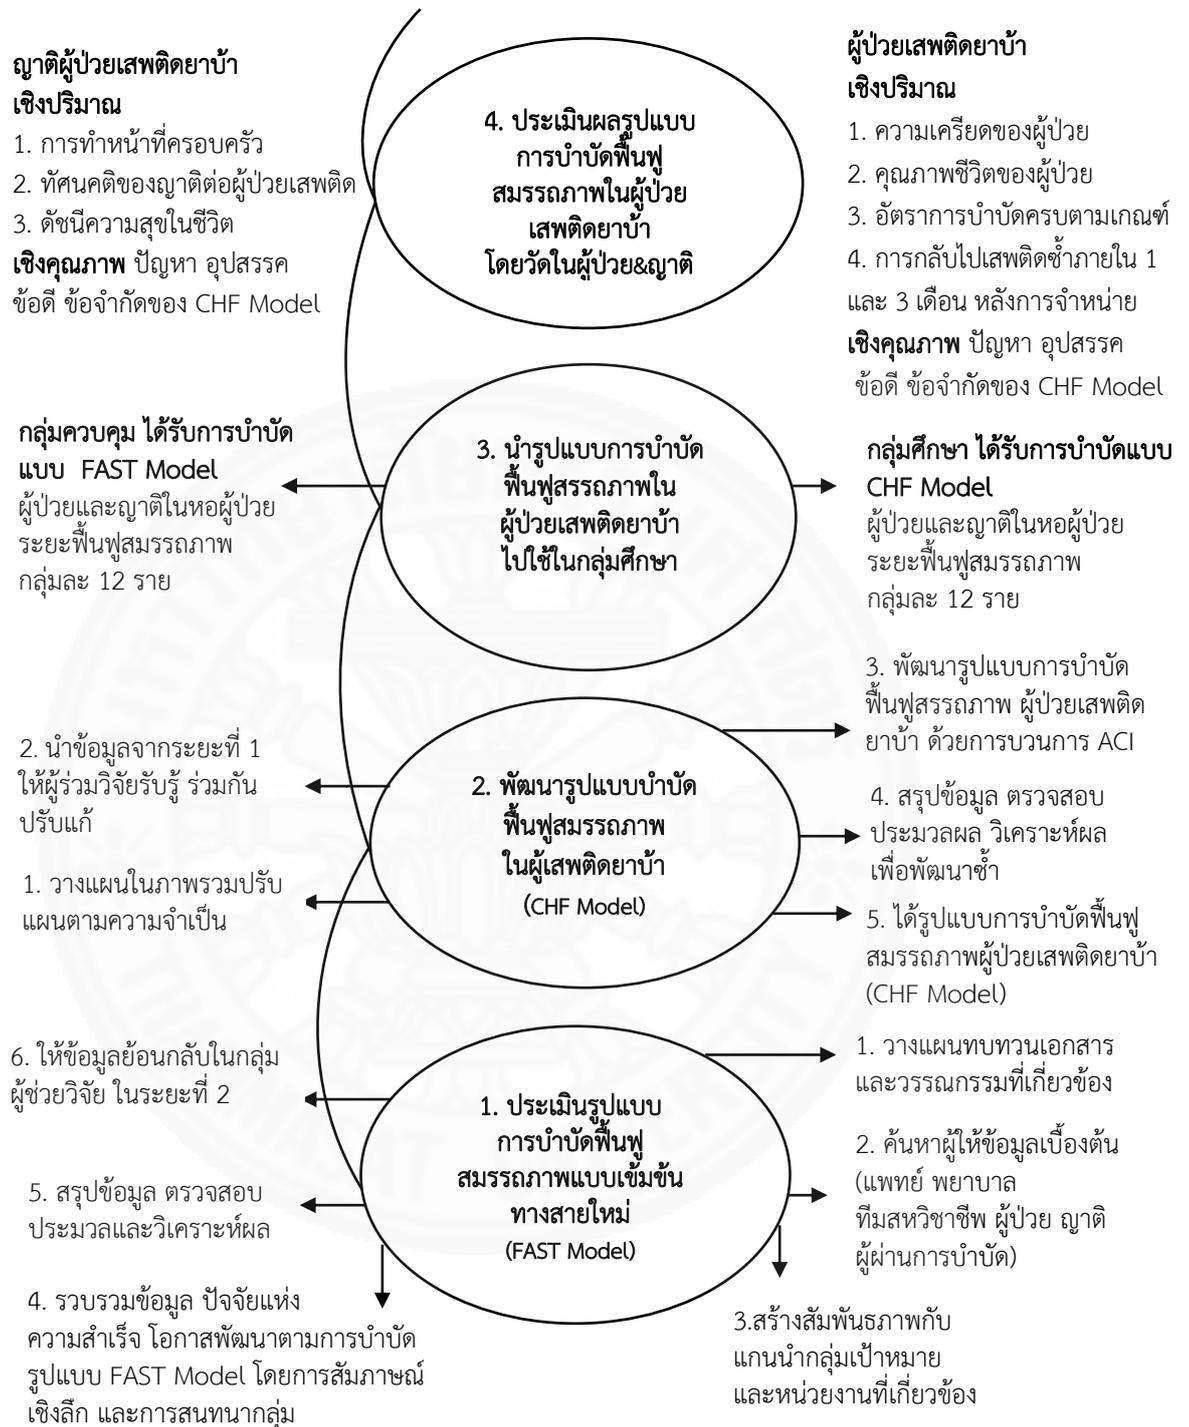 ญาติผู้ป่วยเสพติดยาบ้า
เชิงปริมาณ
1. การทำหน้าที่ครอบครัว
2. ทัศนคติของญาติต่อผู้ป่วยเสพติด
3. ดัชนีความสุขในชีวิต
เชิงคุณภาพ ปัญหา อุปสรรค
ข้อดี ข้อจำกัดของ CHF Model
4. ประเมินผลรูปแบบ
การบำบัดฟื้นฟู
สมรรถภาพในผู้ป่วย
เสพติดยาบ้า
โดยวัดในผู้ป่วย&ญาติ
ผู้ป่วยเสพติดยาบ้า
เชิงปริมาณ
1. ความเครียดของผู้ป่วย
2. คุณภาพชีวิตของผู้ป่วย
3. อัตราการบำบัดครบตามเกณฑ์
4. การกลับไปเสพติดซ้ำภายใน 1
และ 3 เดือน หลังการจำหน่าย
เชิงคุณภาพ ปัญหา อุปสรรค
ข้อดี ข้อจำกัดของ CHF Model
กลุ่มควบคุม ได้รับการบำบัด
แบบ FAST Model
ผู้ป่วยและญาติในหอผู้ป่วย
ระยะฟื้นฟูสมรรถภาพ
กลุ่มละ 12 ราย
3. นำรูปแบบการบำบัด
ฟื้นฟูสรรถภาพใน
ผู้ป่วยเสพติดยาบ้า
ไปใช้ในกลุ่มศึกษา
กลุ่มศึกษา ได้รับการบำบัดแบบ
CHF Model
ผู้ป่วยและญาติในหอผู้ป่วย
ระยะฟื้นฟูสมรรถภาพ
กลุ่มละ 12 ราย
2. นำข้อมูลจากระยะที่ 1
ให้ผู้ร่วมวิจัยรับรู้ ร่วมกัน
ปรับแก้
1. วางแผนในภาพรวมปรับ
แผนตามความจำเป็น
2. พัฒนารูปแบบบำบัด
ฟื้นฟูสมรรถภาพ
ในผู้เสพติดยาบ้า
(CHF Model)
3. พัฒนารูปแบบการบำบัด
ฟื้นฟูสรรถภาพ ผู้ป่วยเสพติด
ยาบ้า ด้วยการบวนการ ACI
4. สรุปข้อมูล ตรวจสอบ
ประมวลผล วิเคราะห์ผล
เพื่อพัฒนาซ้ำ
5. ได้รูปแบบการบำบัดฟื้นฟู
สมรรถภาพผู้ป่วยเสพติดยาบ้า
(CHF Model)
6. ให้ข้อมูลย้อนกลับในกลุ่ม
ผู้ช่วยวิจัย ในระยะที่ 2
5. สรุปข้อมูล ตรวจสอบ
ประมวลและวิเคราะห์ผล
4. รวบรวมข้อมูล ปัจจัยแห่ง
ความสำเร็จ โอกาสพัฒนาตามการบำบัด
รูปแบบ FAST Model โดยการสัมภาษณ์
เชิงลึก และการสนทนากลุ่ม
1. ประเมินรูปแบบ
การบำบัดฟื้นฟู
สมรรถภาพแบบเข้มข้น
ทางสายใหม่
(FAST Model)
1. วางแผนทบทวนเอกสาร
และวรรณกรรมที่เกี่ยวข้อง
2. ค้นหาผู้ให้ข้อมูลเบื้องต้น
(แพทย์ พยาบาล
ทีมสหวิชาชีพ ผู้ป่วย ญาติ
ผู้ผ่านการบำบัด)
3.สร้างสัมพันธภาพกับ
แกนนำกลุ่มเป้าหมาย
และหน่วยงานที่เกี่ยวข้อง